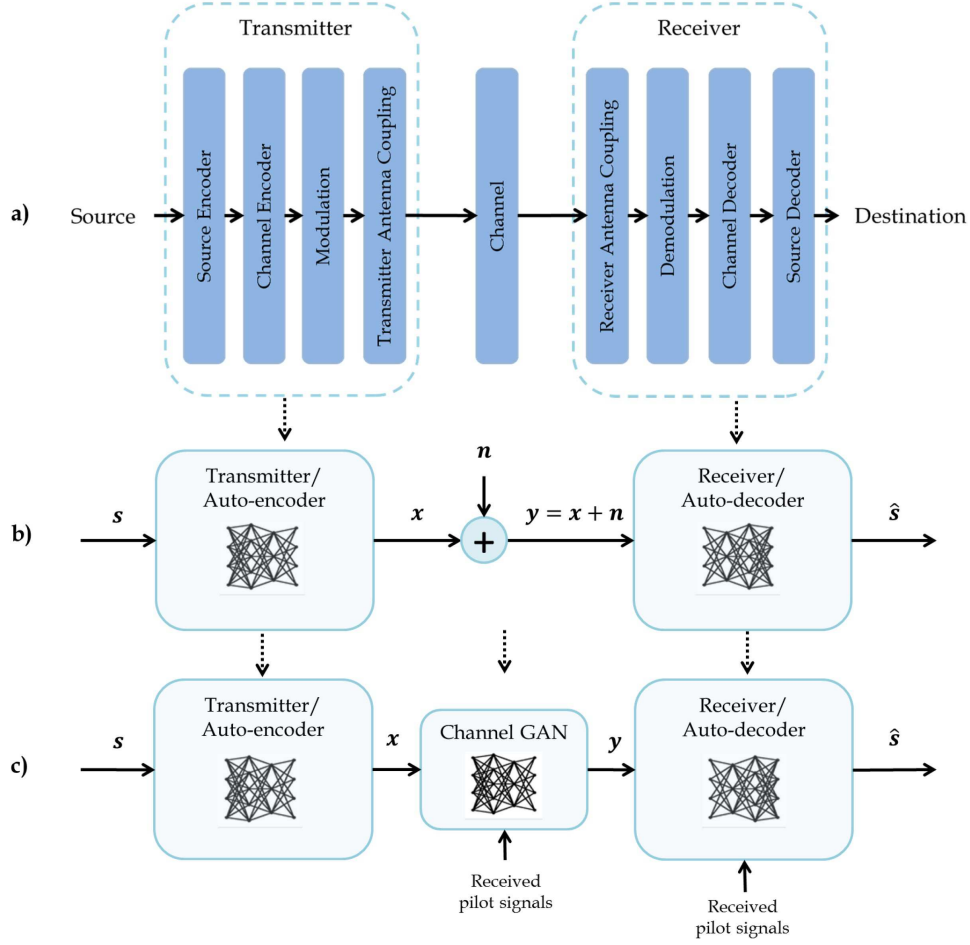 Transmitter
Receiver
a)
Source
Source Encoder
Channel Encoder
Modulation
Transmitter Antenna Coupling
Channel
Receiver Antenna Coupling
Demodulation
Channel Decoder
Source Decoder
Destination
b)
s
Transmitter/
Auto-encoder
x
n
+
y = x + n
Receiver/
Auto-decoder
ŝ
c)
s
Transmitter/
Auto-encoder
x
Channel GAN
y
Receiver/
Auto-decoder
ŝ
Received
pilot signals
Received
pilot signals